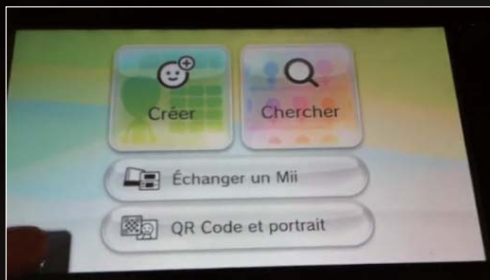 Créer
Chercher
Échanger un Mii
QR Code et portrait